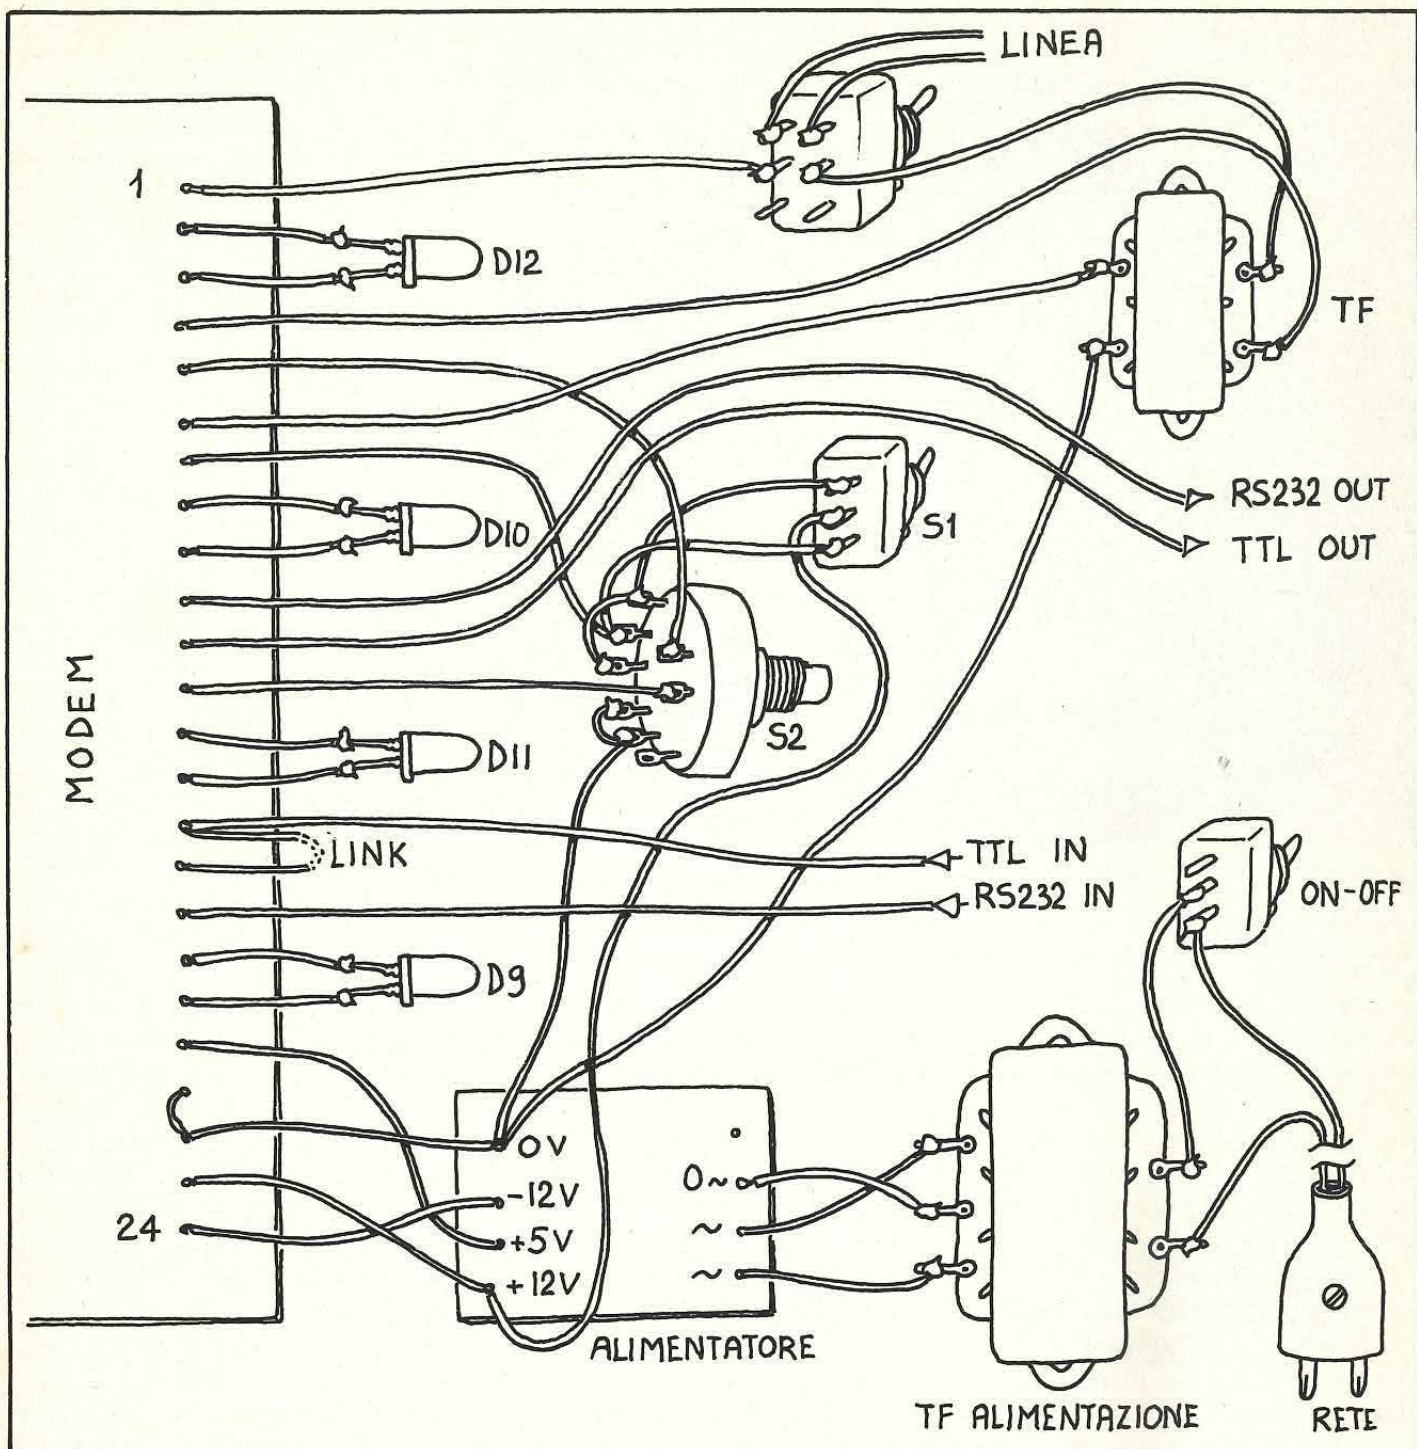 LINEA
1
D12
TF
RS232 OUT
D10
S1
TTL OUT
MODEM
S2
D11
LINK
TTL IN
RS232 IN
ON-OFF
D9
0V
0~
-12V
24
+5V
~
+12V
~
ALIMENTATORE
TF ALIMENTAZIONE
RETE